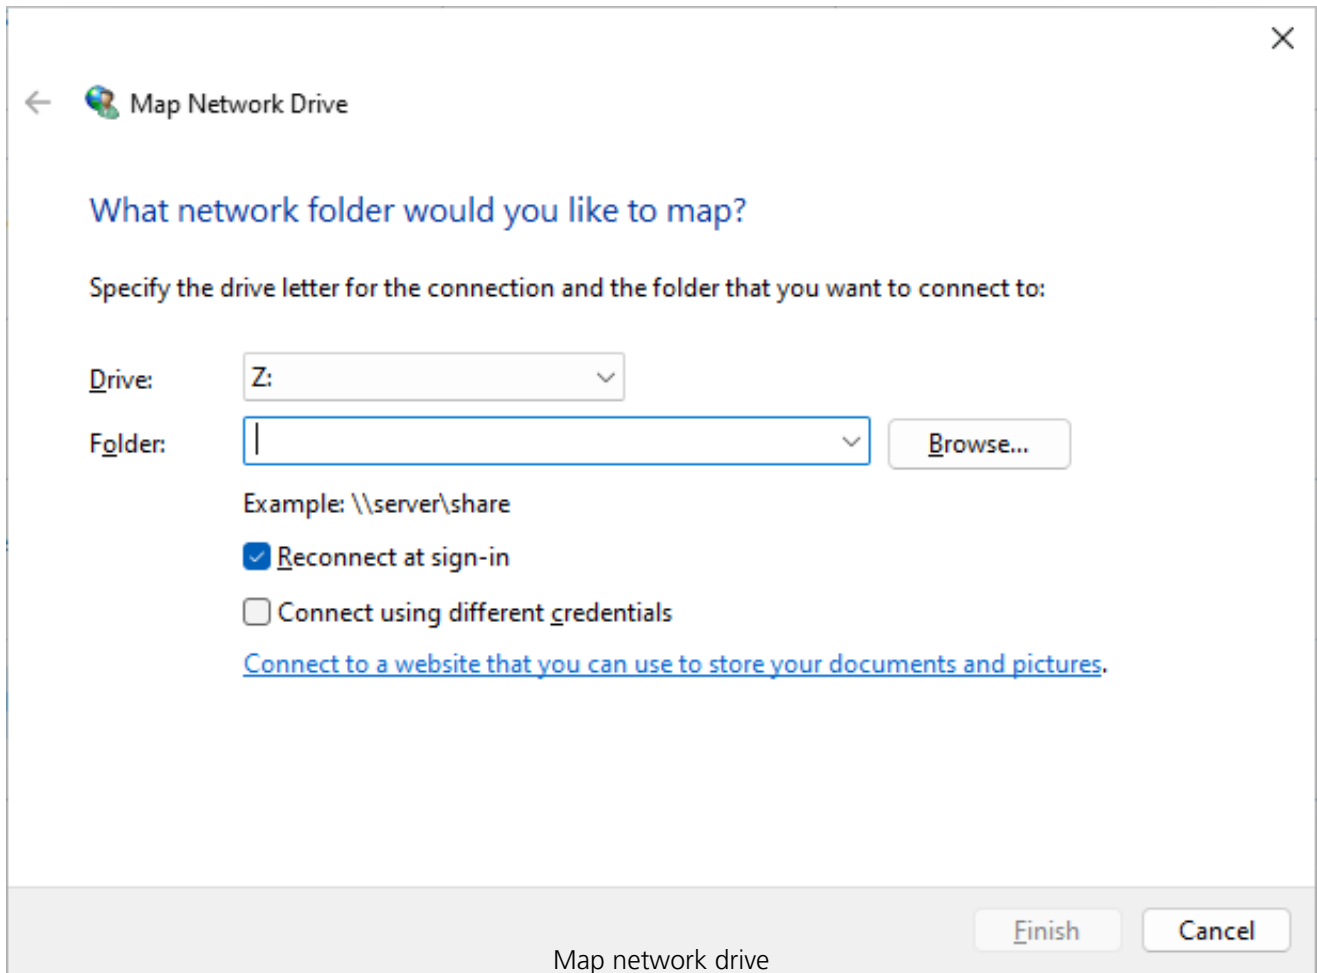 Map Network Drive
What network folder would you like to map?
Specify the drive letter for the connection and the folder that you want to connect to:
Drive: Z:
Folder: Browse...
Example: \\server\share
Reconnect at sign-in
Connect using different credentials
Connect to a website that you can use to store your documents and pictures.
Finish Cancel
Map network drive